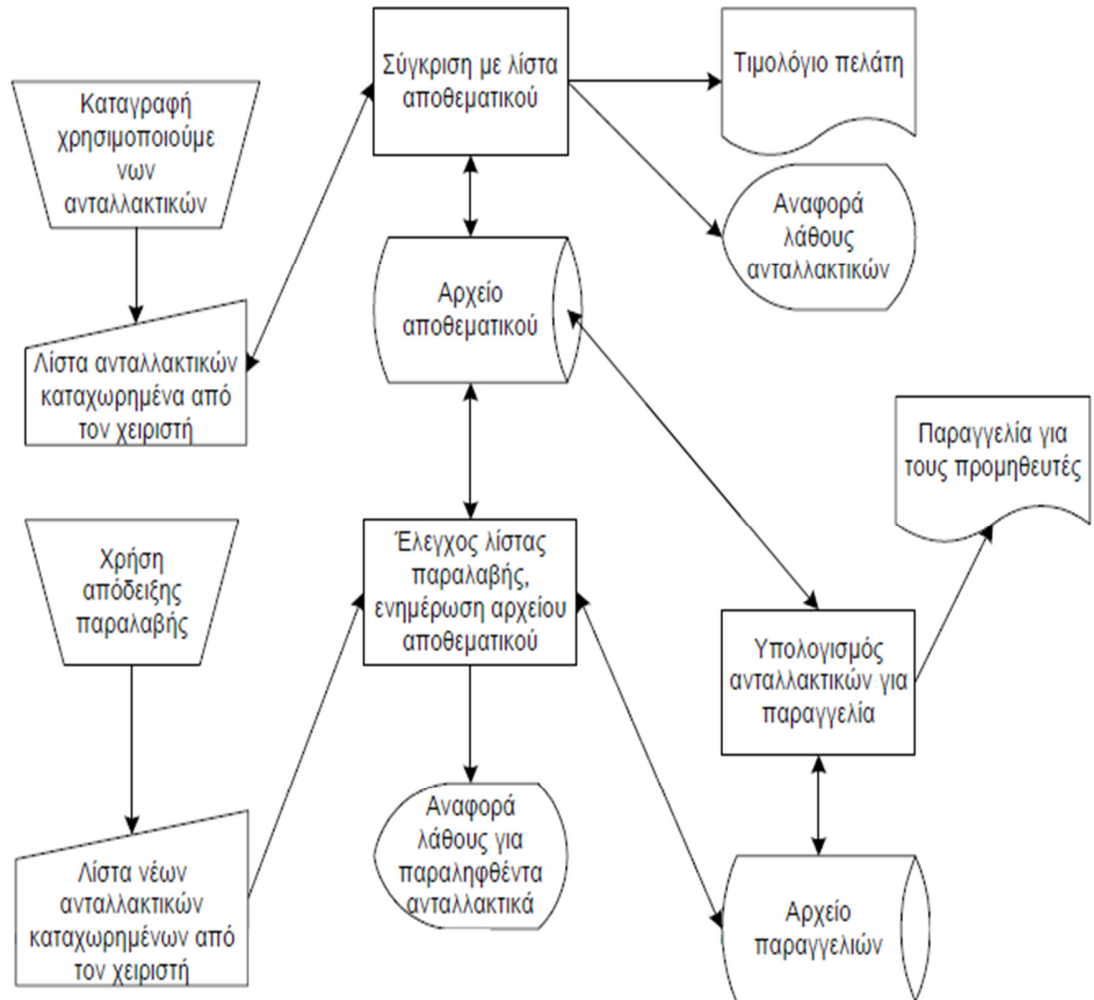 Καταγραφή
χρησιμοποιούμε
νων
ανταλλακτικών
Σύγκριση με λίστα
αποθεματικού
Τιμολόγιο πελάτη
Αναφορά
λάθους
ανταλλακτικών
Αρχείο
αποθεματικού
Λίστα ανταλλακτικών
καταχωρημένα από
τον χειριστή
Παραγγελία για
τους προμηθευτές
Χρήση
απόδειξης
παραλαβής
Έλεγχος λίστας
παραλαβής,
ενημέρωση αρχείου
αποθεματικού
Υπολογισμός
ανταλλακτικών για
παραγγελία
Λίστα νέων
ανταλλακτικών
καταχωρημένων από
τον χειριστή
Αναφορά
λάθους για
παραληφθέντα
ανταλλακτικά
Αρχείο
παραγγελιών